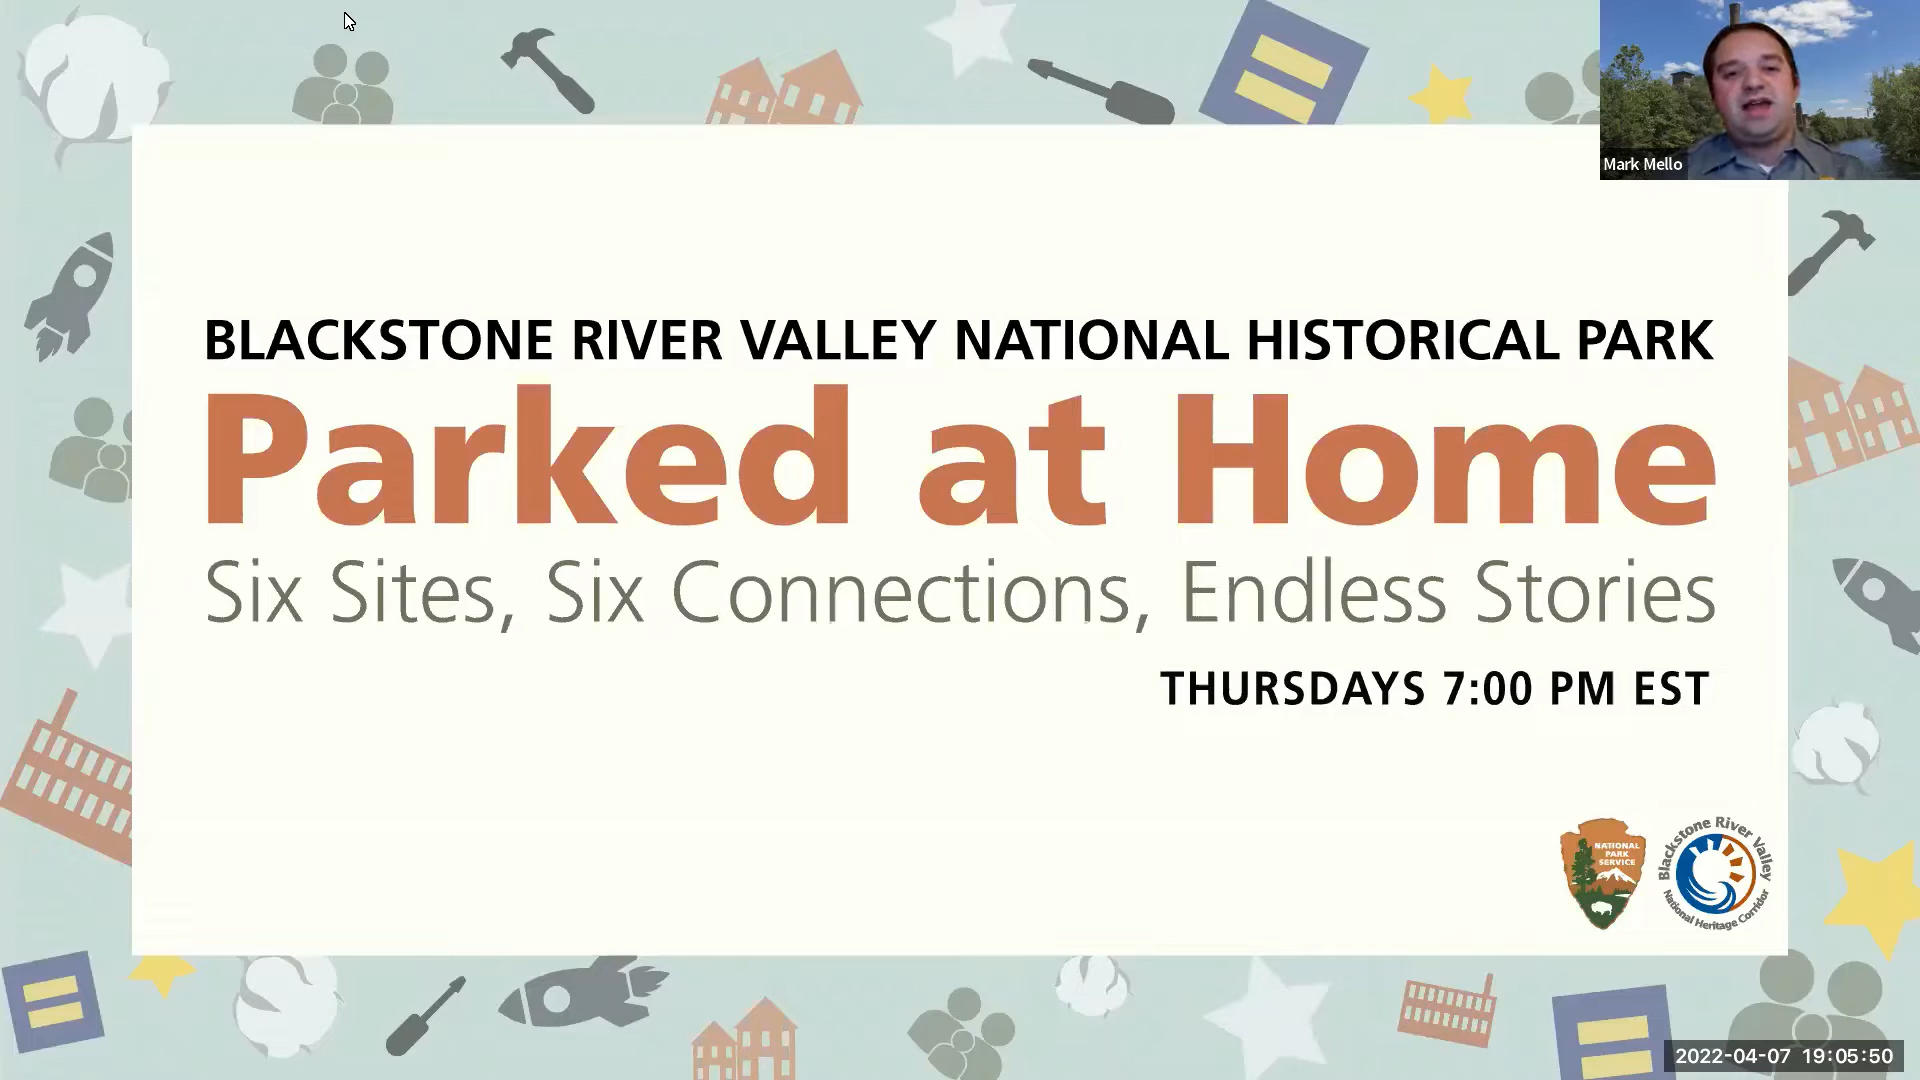 Mark Mello
BLACKSTONE RIVER VALLEY NATIONAL HISTORICAL PARK
Parked at Home
Six Sites, Six Connections, Endless Stories
THURSDAYS 7:00 PM EST
NATIONAL
PARK
SERVICE
Blackstone River Valley
National Heritage Corridor
2022-04-07 19:05:50